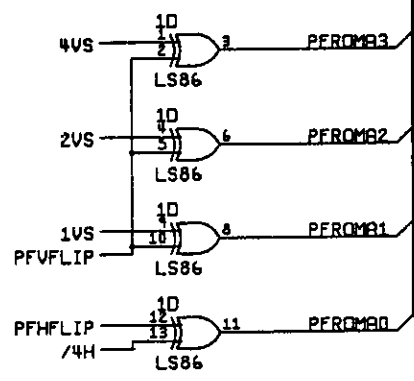 1D
4VS 1 3 PFROMA3
2
LS86
1D
2VS 4 6 PFROMA2
5
LS86
1D
1VS 9 8 PFROMA1
PFVFLIP 10
LS86
1D
PFHFLIP 12 11 PFROMA0
/4H 13
LS86